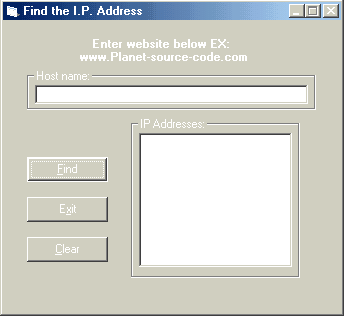 Find the I.P. Address
Enter website below EX:
www.Planet-source-code.com
Host name:
IP Addresses:
Find
Exit
Clear